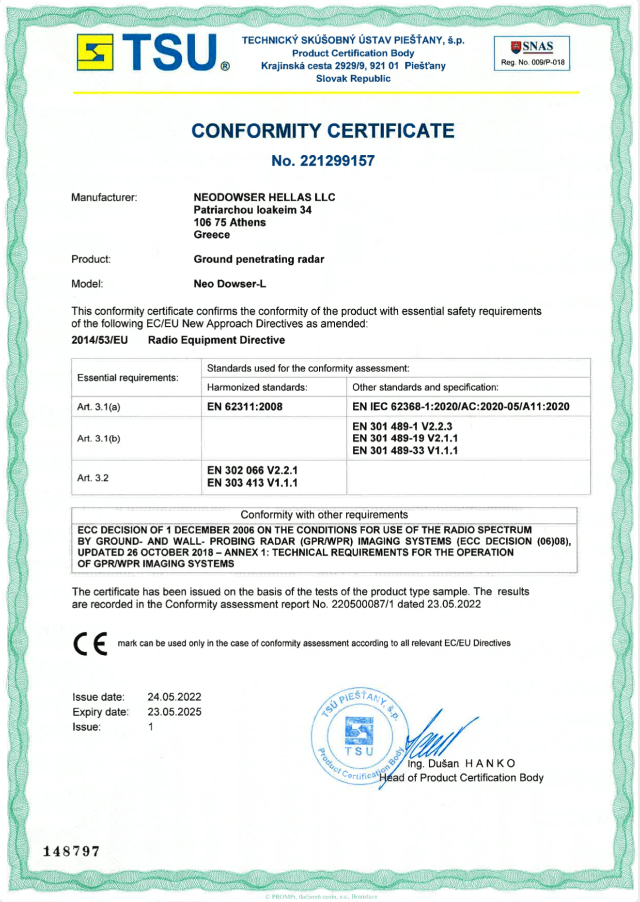 TSU®
TECHNICKÝ SKÚŠOBNÝ ÚSTAV PIEŠŤANY, š.p.
Product Certification Body
Krajinská cesta 2929/9, 921 01 Piešťany
Slovak Republic
SNAS
Reg. No. 009/P-018
CONFORMITY CERTIFICATE
No. 221299157
Manufacturer: NEODOWSER HELLAS LLC
Patriarchou Ioakeim 34
106 75 Athens
Greece
Product: Ground penetrating radar
Model: Neo Dowser-L
This conformity certificate confirms the conformity of the product with essential safety requirements
of the following EC/EU New Approach Directives as amended:
2014/53/EU Radio Equipment Directive
Essential requirements:
Standards used for the conformity assessment:
Harmonized standards: Other standards and specification:
Art. 3.1(a) EN 62311:2008 EN IEC 62368-1:2020/AC:2020-05/A11:2020
Art. 3.1(b)
EN 301 489-1 V2.2.3
EN 301 489-19 V2.1.1
EN 301 489-33 V1.1.1
Art. 3.2
EN 302 066 V2.2.1
EN 303 413 V1.1.1
Conformity with other requirements
ECC DECISION OF 1 DECEMBER 2006 ON THE CONDITIONS FOR USE OF THE RADIO SPECTRUM
BY GROUND- AND WALL- PROBING RADAR (GPR/WPR) IMAGING SYSTEMS (ECC DECISION (06)08),
UPDATED 26 OCTOBER 2018 – ANNEX 1: TECHNICAL REQUIREMENTS FOR THE OPERATION
OF GPR/WPR IMAGING SYSTEMS
The certificate has been issued on the basis of the tests of the product type sample. The results
are recorded in the Conformity assessment report No. 220500087/1 dated 23.05.2022
CE mark can be used only in the case of conformity assessment according to all relevant EC/EU Directives
Issue date: 24.05.2022
Expiry date: 23.05.2025
Issue: 1
TSÚ PIEŠŤANY, š.p.
TSU
Product Certification Body
Ing. Dušan HANKO
Head of Product Certification Body
148797